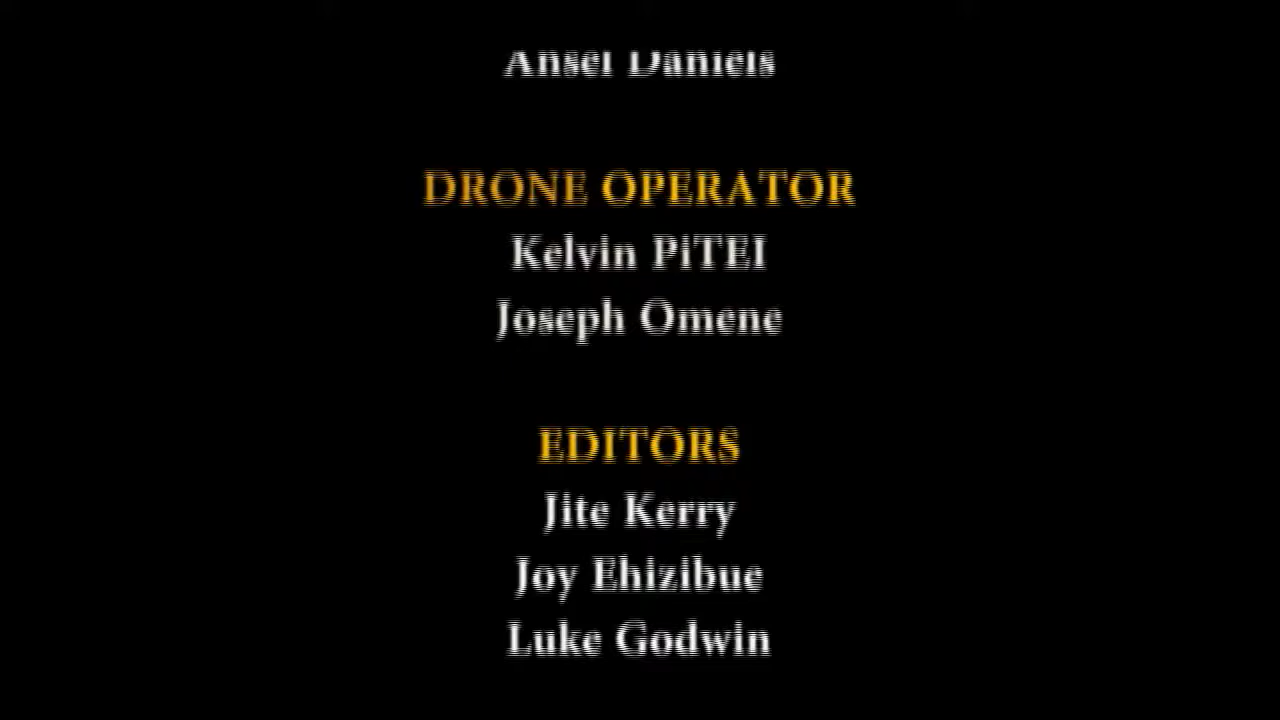 Ansel Daniels
DRONE OPERATOR
Kelvin PiTEI
Joseph Omene
EDITORS
Jite Kerry
Joy Ehizibue
Luke Godwin